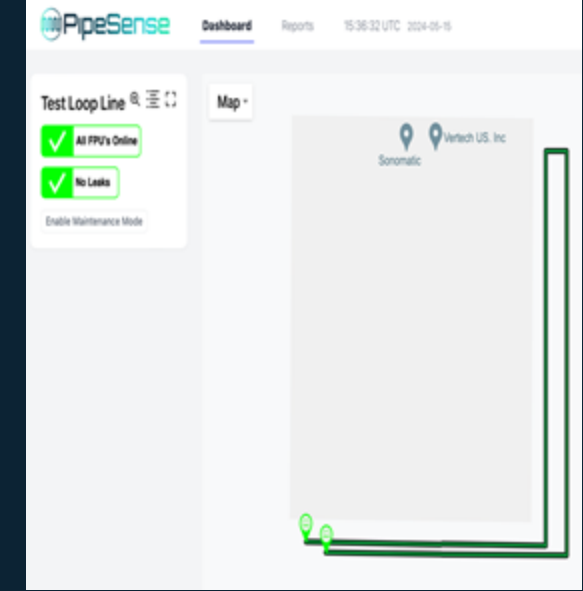 PipeSense
Dashboard Reports 15:36:32 UTC 2024-05-15
Test Loop Line
All FPU's Online
No Leaks
Enable Maintenance Mode
Map
Vertech US. Inc
Sonomatic